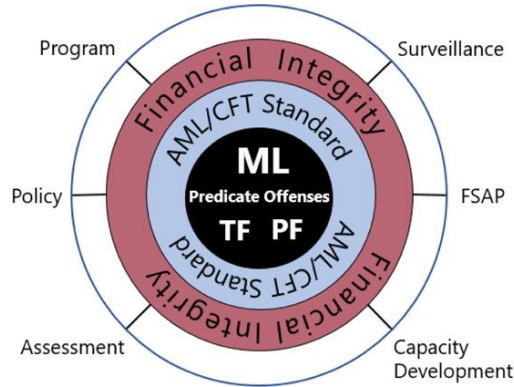 Program
Surveillance
Financial Integrity
AML/CFT Standard
ML
Policy
Predicate Offenses
FSAP
TF PF
AML/CFT Standard
Financial Integrity
Assessment
Capacity
Development